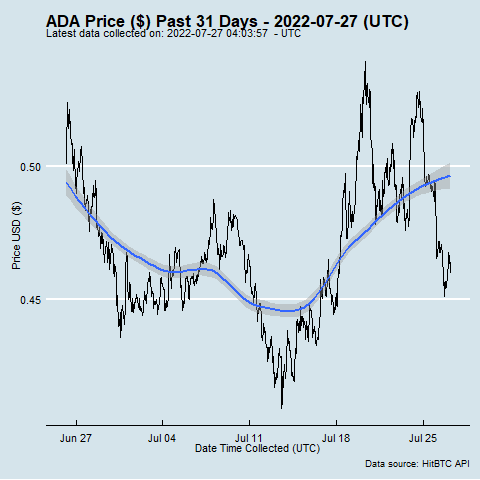 ADA Price ($) Past 31 Days - 2022-07-27 (UTC)
Latest data collected on: 2022-07-27 04:03:57  - UTC
Price USD ($)
0.50
0.45
Jun 27
Jul 04
Jul 11
Jul 18
Jul 25
Date Time Collected (UTC)
Data source: HitBTC API